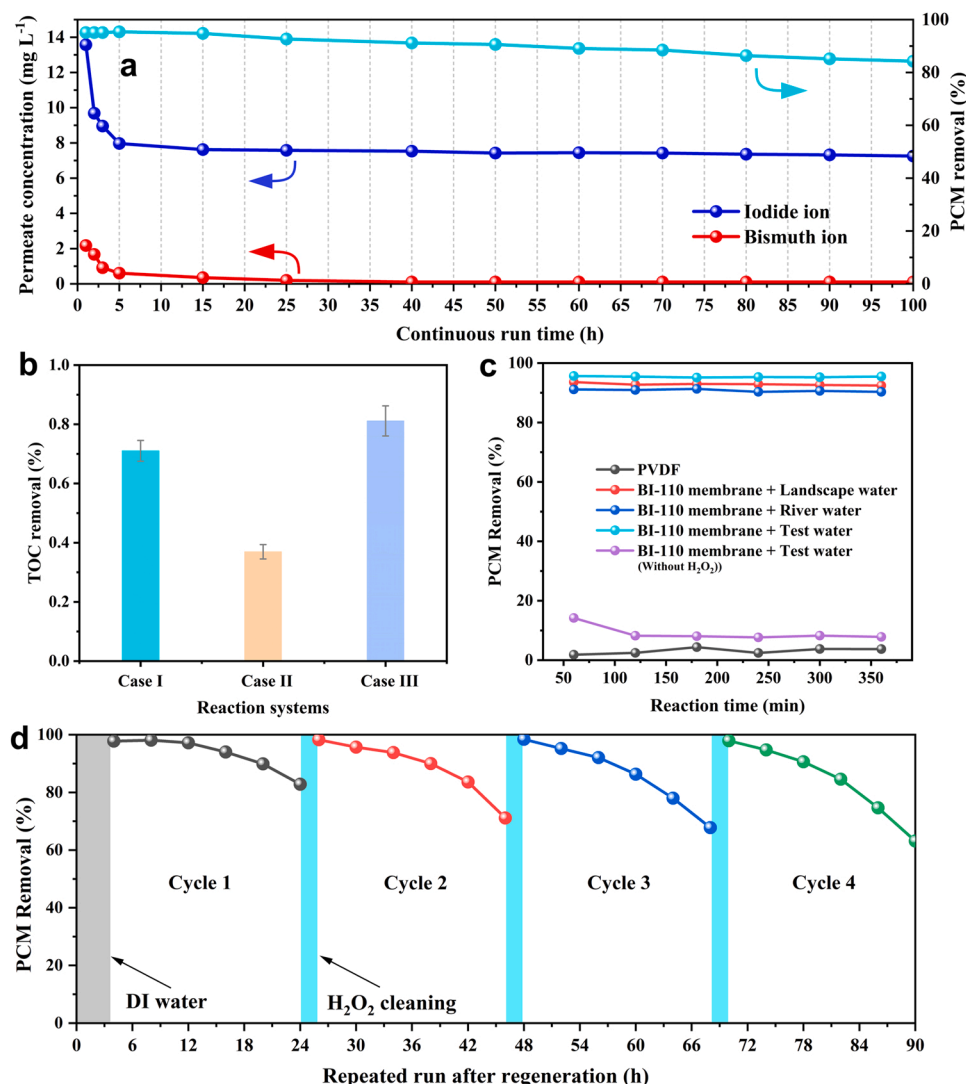 a
Permeate concentration (mg L⁻¹)
14
12
10
8
6
4
2
0
100
80
60
40
20
0
PCM removal (%)
Iodide ion
Bismuth ion
0 5 10 15 20 25 30 35 40 45 50 55 60 65 70 75 80 85 90 95 100
Continuous run time (h)
b
TOC removal (%)
1.0
0.8
0.6
0.4
0.2
0.0
Case I Case II Case III
Reaction systems
c
PCM Removal (%)
100
80
60
40
20
0
PVDF
BI-110 membrane + Landscape water
BI-110 membrane + River water
BI-110 membrane + Test water
BI-110 membrane + Test water
(Without H₂O₂))
50 100 150 200 250 300 350
Reaction time (min)
d
PCM Removal (%)
100
80
60
40
20
0
Cycle 1 Cycle 2 Cycle 3 Cycle 4
DI water
H₂O₂ cleaning
0 6 12 18 24 30 36 42 48 54 60 66 72 78 84 90
Repeated run after regeneration (h)